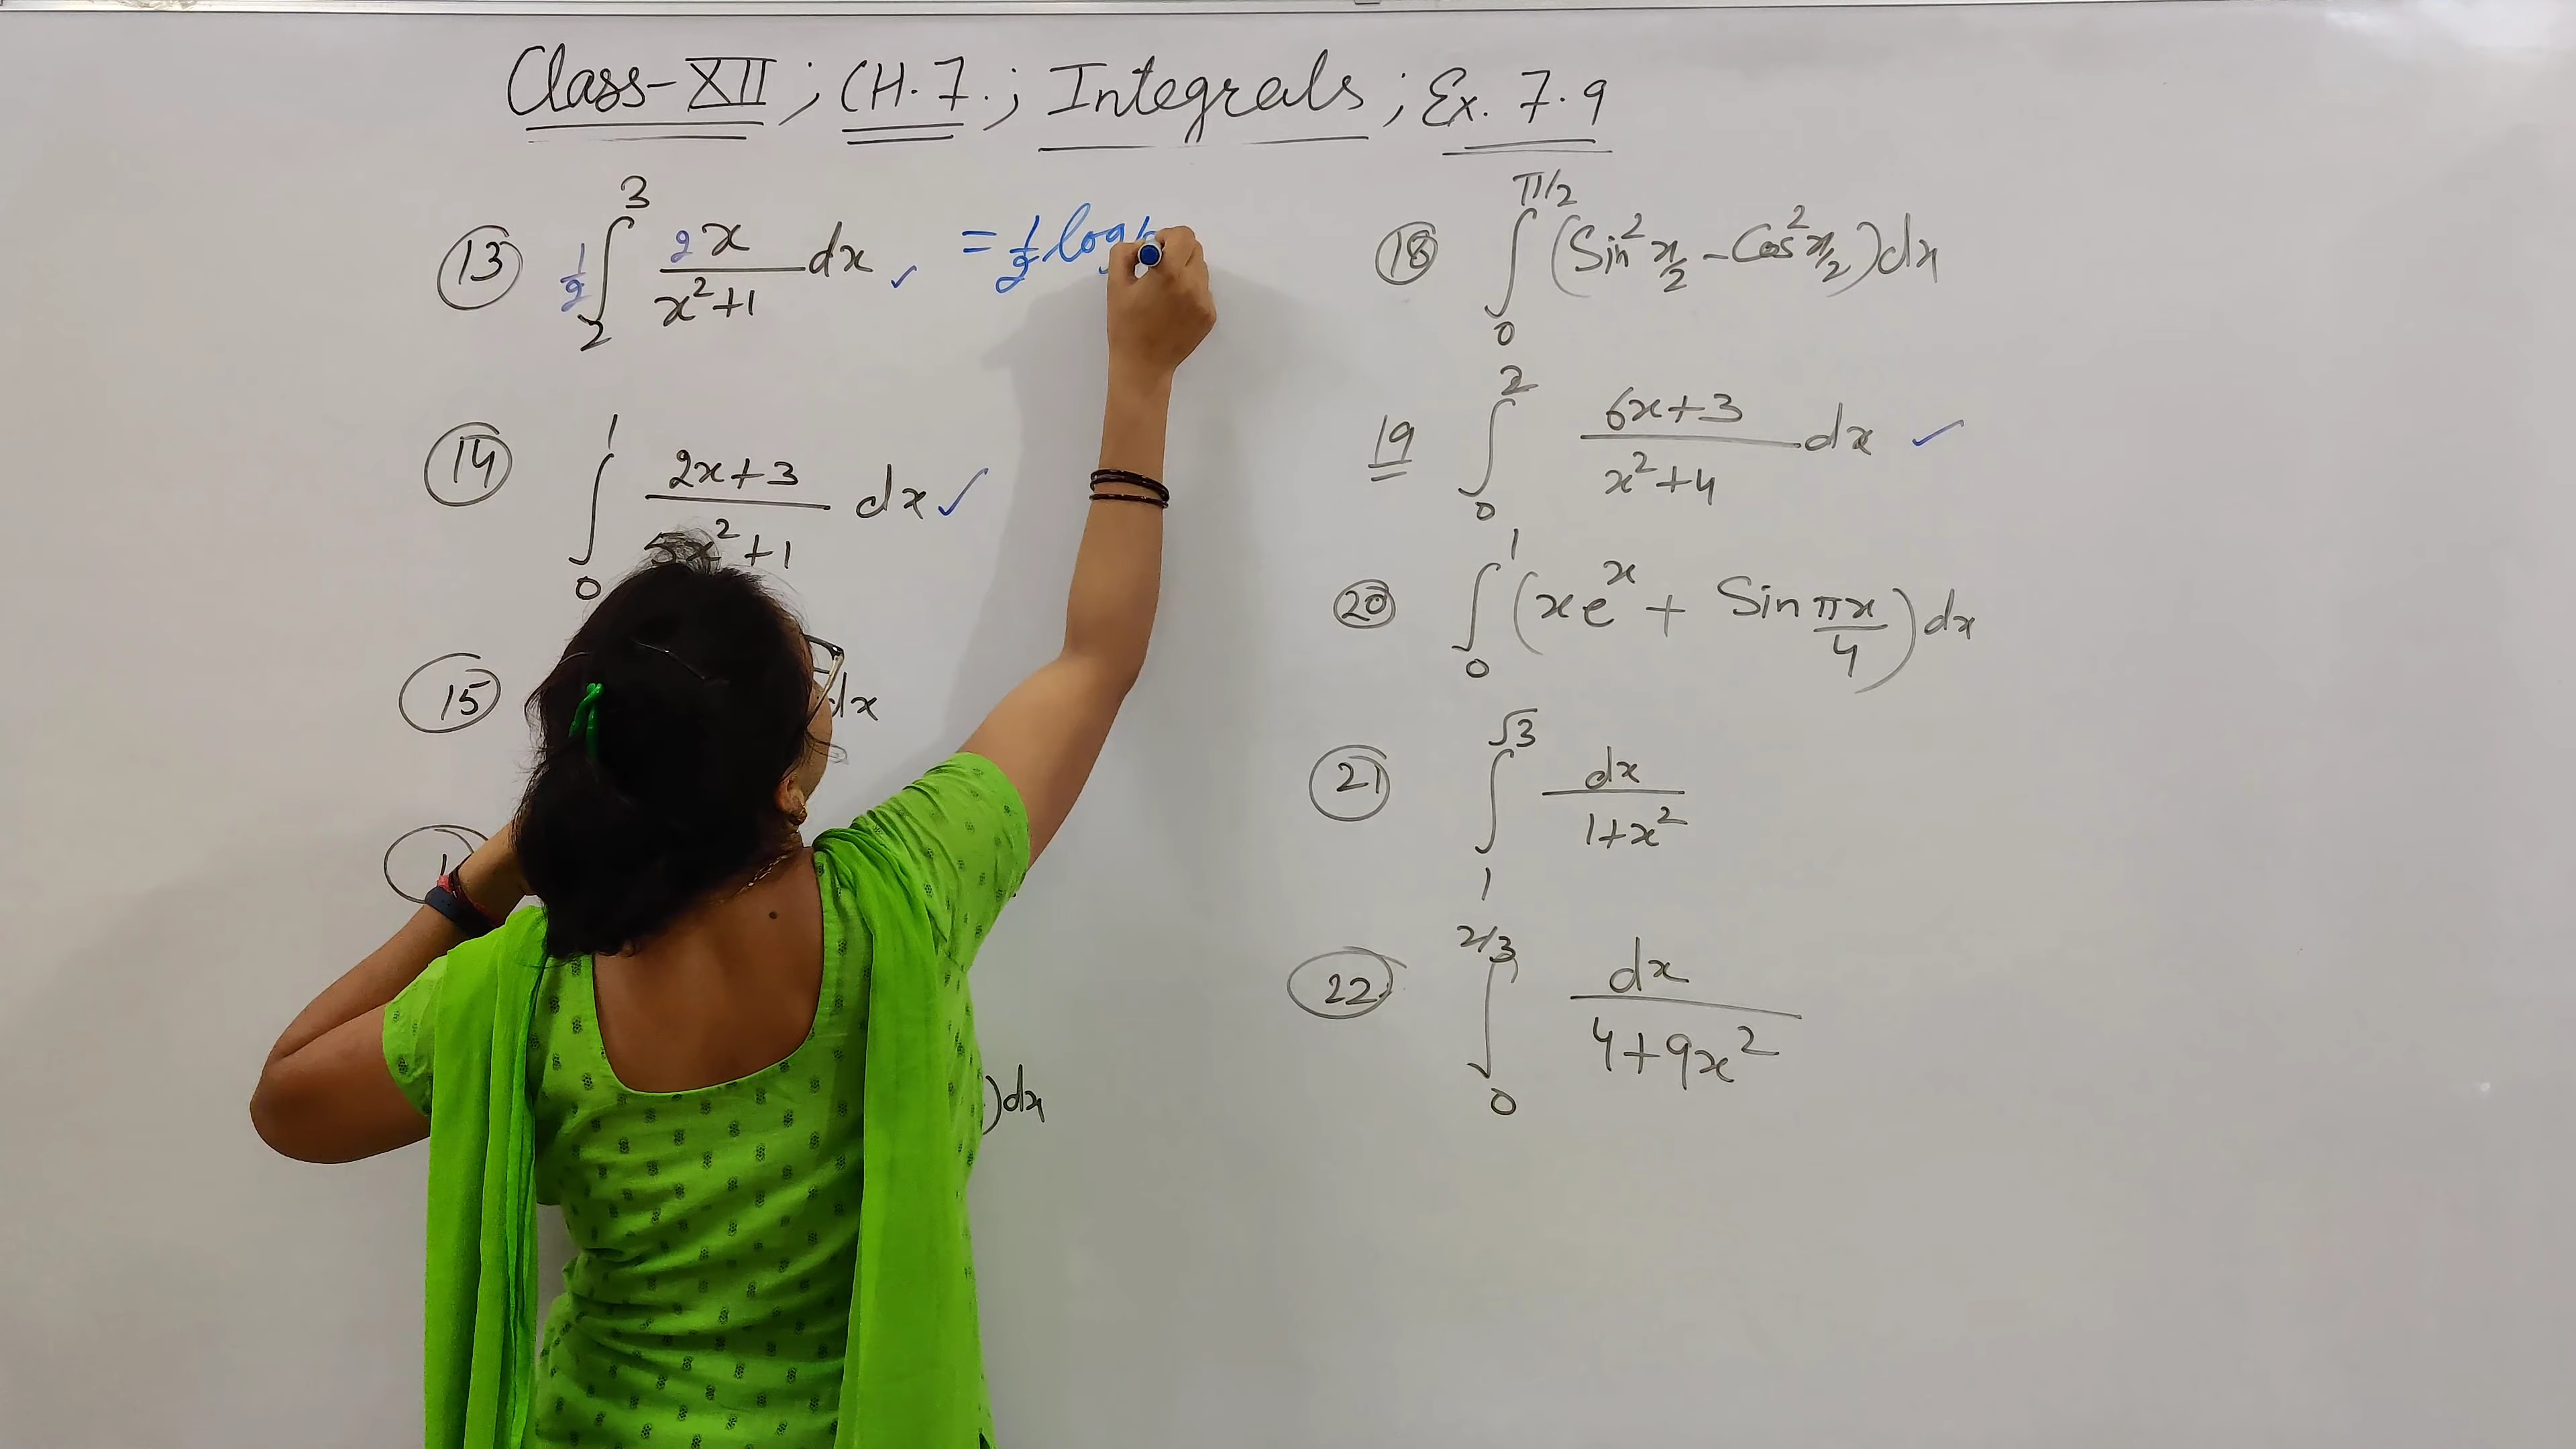 Class-XII ; CH.7. ; Integrals ; Ex. 7.9
13 1/2 ∫₂³ 2x/(x²+1) dx ✓ = 1/2 log
14 ∫₀¹ (2x+3)/(5x²+1) dx ✓
15 dx
)dx
18 ∫₀^(π/2) (Sin² x/2 - Cos² x/2)dx
19 ∫₀² (6x+3)/(x²+4) dx ✓
20 ∫₀¹ (xeˣ + Sin πx/4)dx
21 ∫₁^(√3) dx/(1+x²)
22 ∫₀^(2/3) dx/(4+9x²)